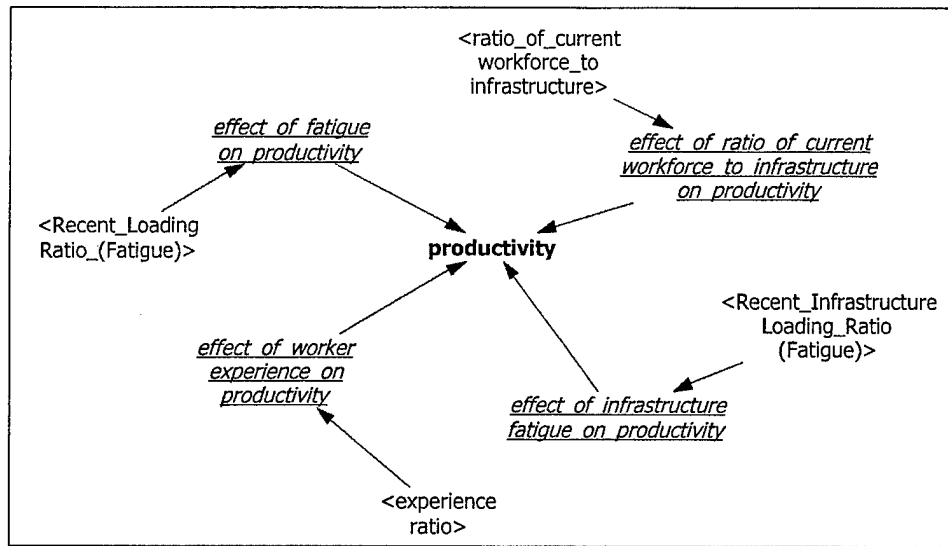 <ratio_of_current
workforce_to
infrastructure>
effect of fatigue
on productivity
effect of ratio of current
workforce to infrastructure
on productivity
<Recent_Loading
Ratio_(Fatigue)>
productivity
<Recent_Infrastructure
Loading_Ratio
(Fatigue)>
effect of worker
experience on
productivity
effect of infrastructure
fatigue on productivity
<experience
ratio>